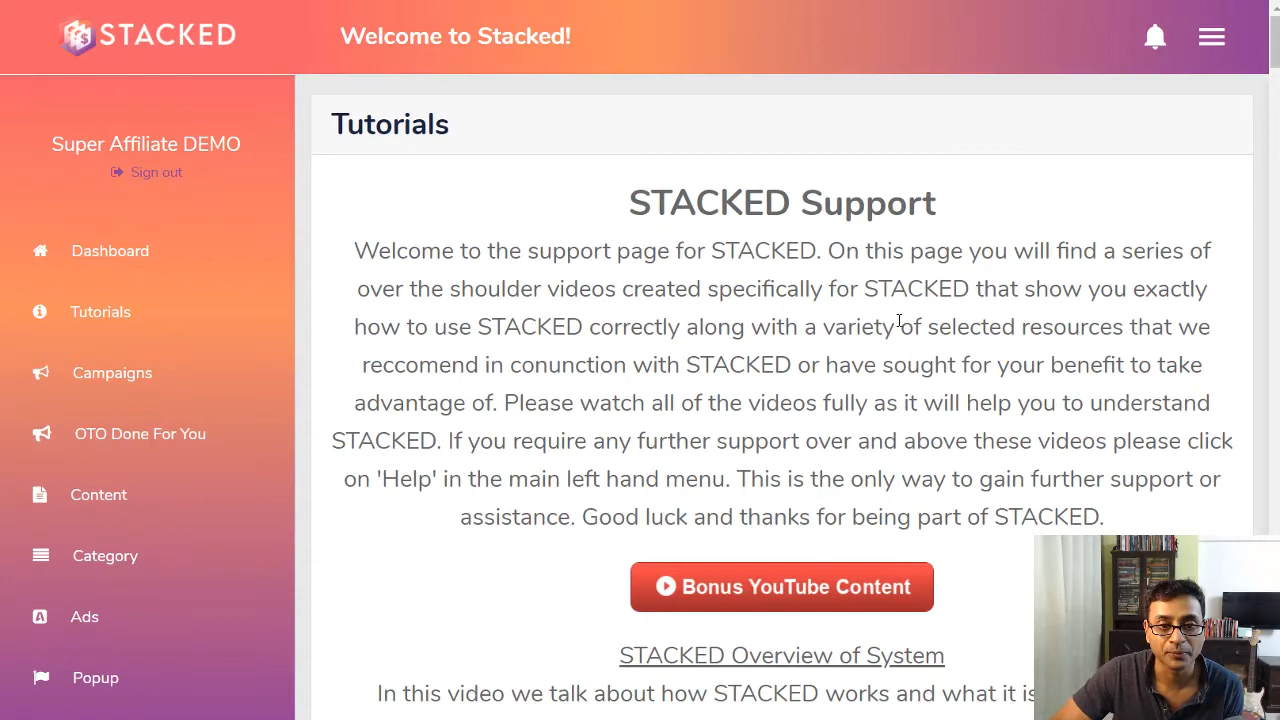 STACKED
Welcome to Stacked!
Super Affiliate DEMO
Sign out
Dashboard
Tutorials
Campaigns
OTO Done For You
Content
Category
Ads
Popup
Tutorials
STACKED Support
Welcome to the support page for STACKED. On this page you will find a series of
over the shoulder videos created specifically for STACKED that show you exactly
how to use STACKED correctly along with a variety of selected resources that we
reccomend in conunction with STACKED or have sought for your benefit to take
advantage of. Please watch all of the videos fully as it will help you to understand
STACKED. If you require any further support over and above these videos please click
on 'Help' in the main left hand menu. This is the only way to gain further support or
assistance. Good luck and thanks for being part of STACKED.
Bonus YouTube Content
STACKED Overview of System
In this video we talk about how STACKED works and what it is